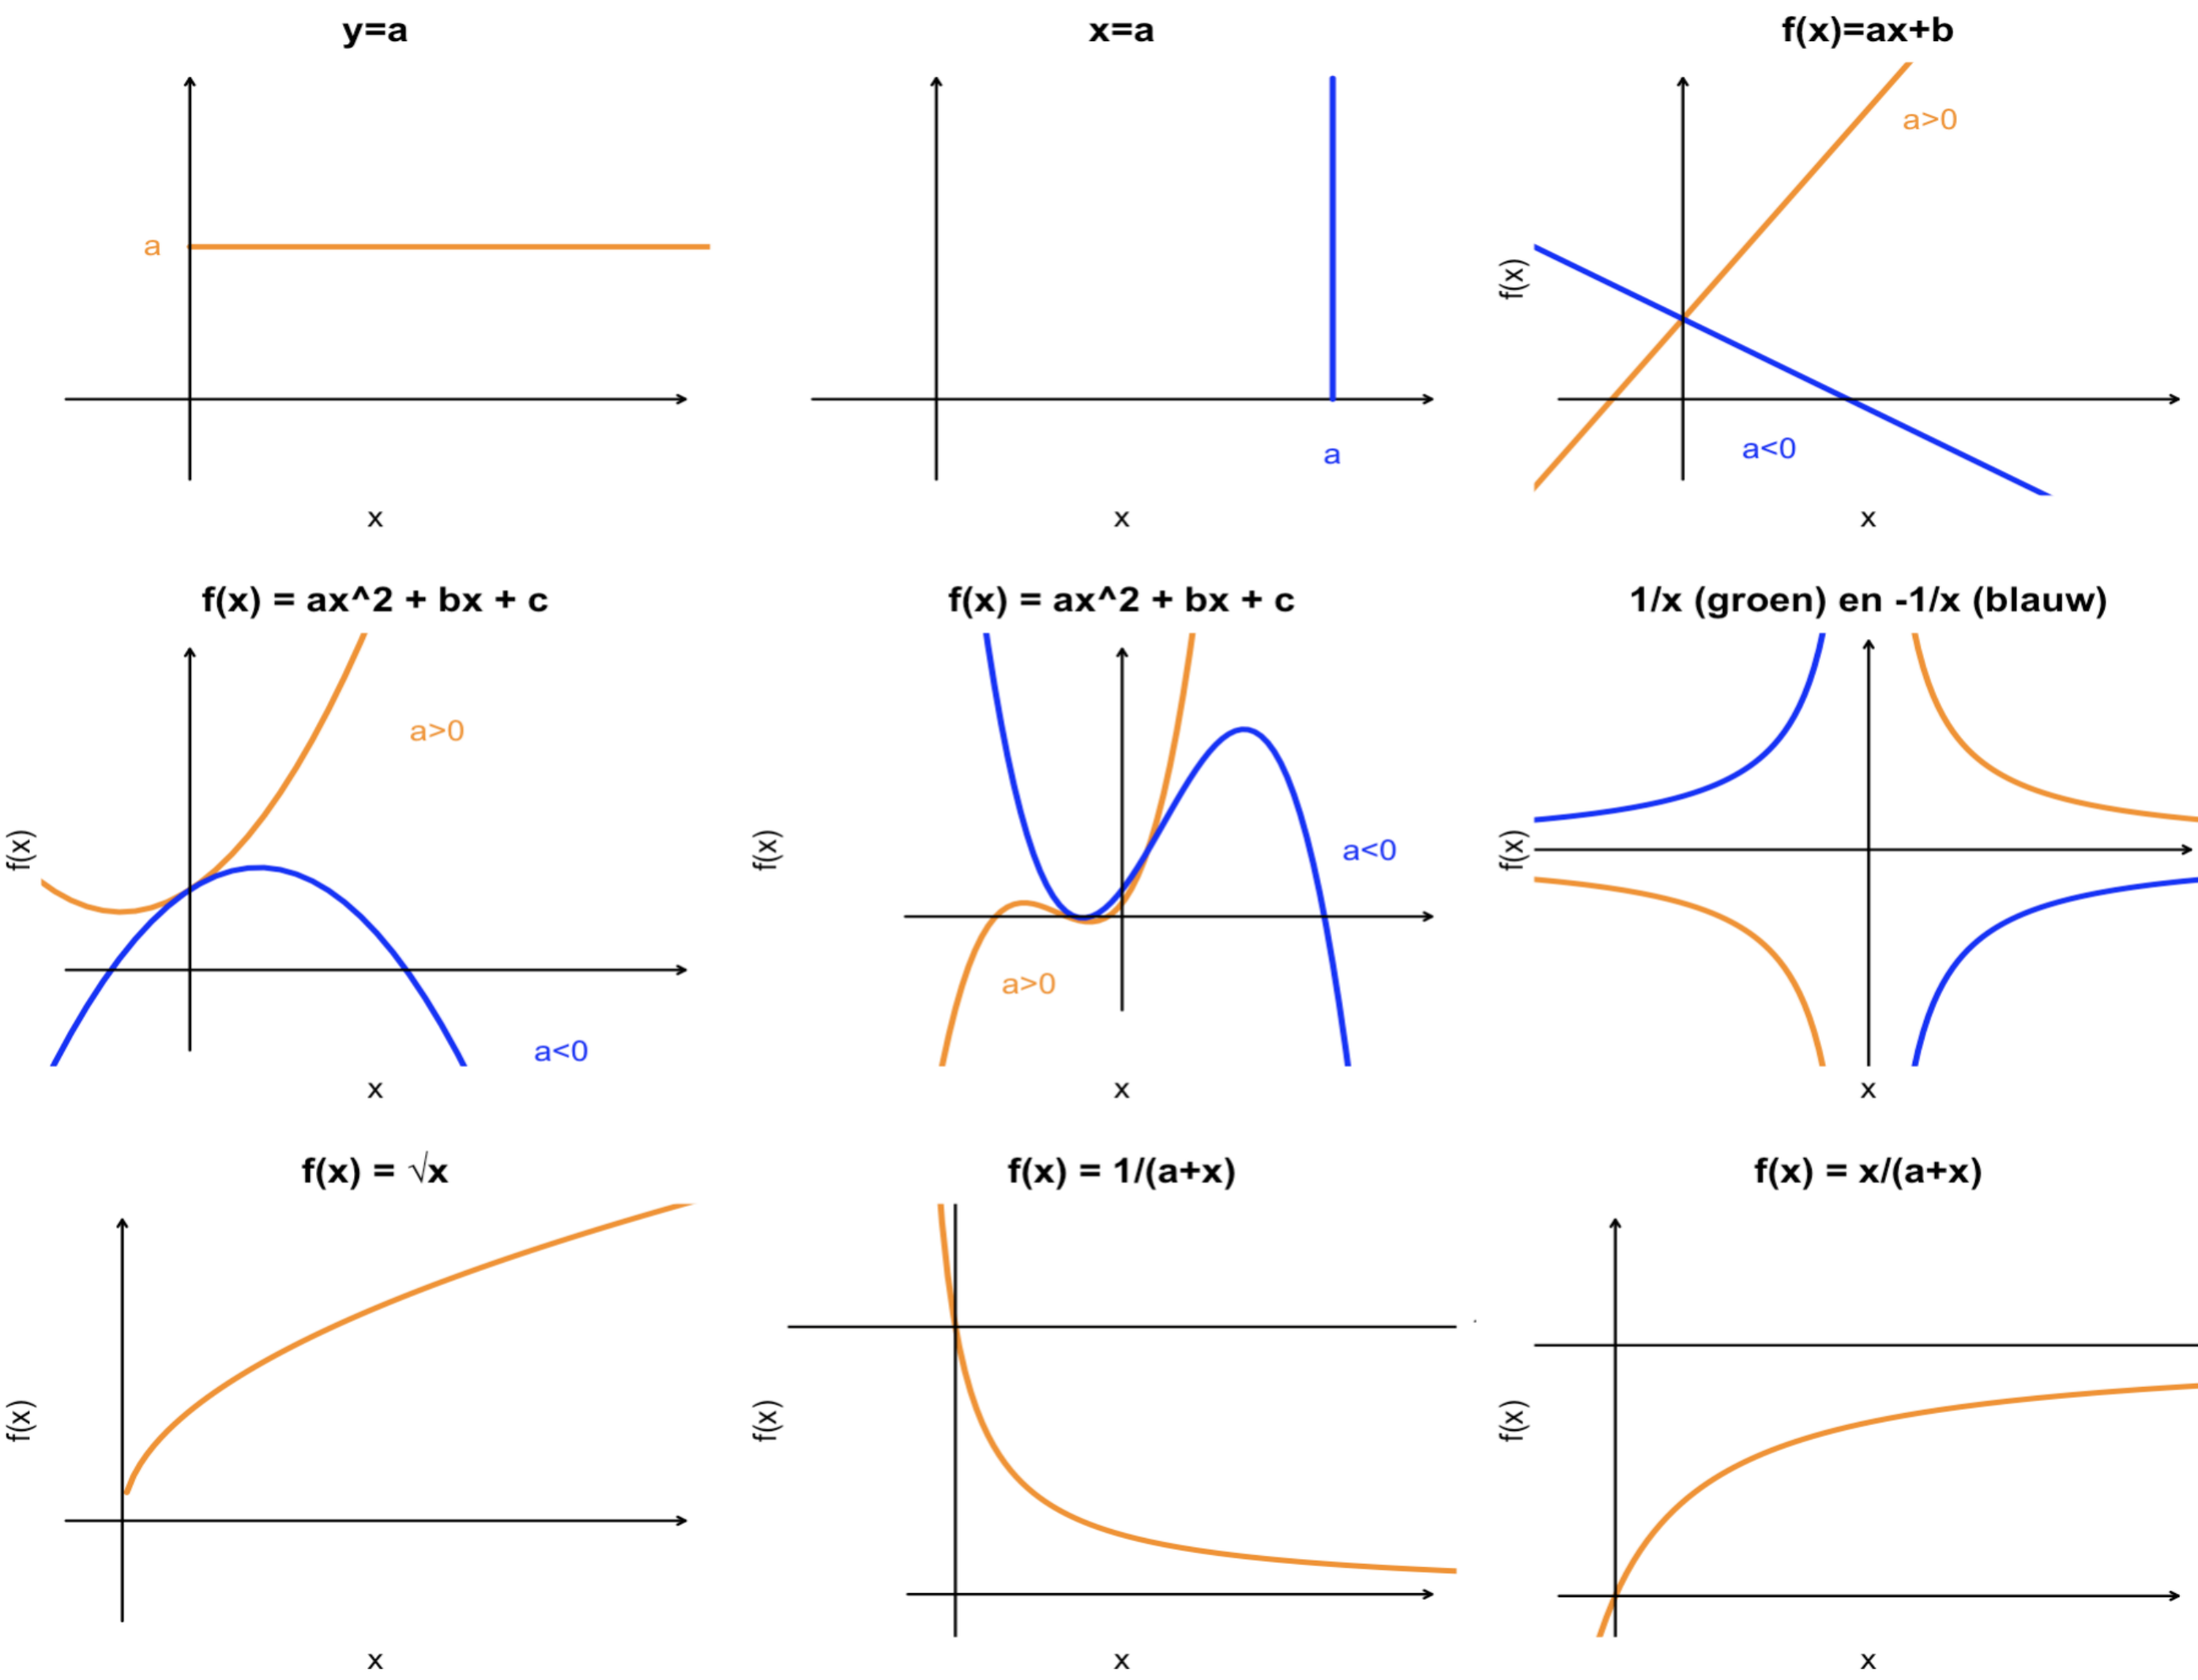 y=a
a
x
x=a
a
x
f(x)=ax+b
a>0
f(x)
a<0
x
f(x) = ax^2 + bx + c
a>0
f(x)
a<0
x
f(x) = ax^2 + bx + c
f(x)
a<0
a>0
x
1/x (groen) en -1/x (blauw)
f(x)
x
f(x) = √x
f(x)
x
f(x) = 1/(a+x)
f(x)
x
f(x) = x/(a+x)
f(x)
x